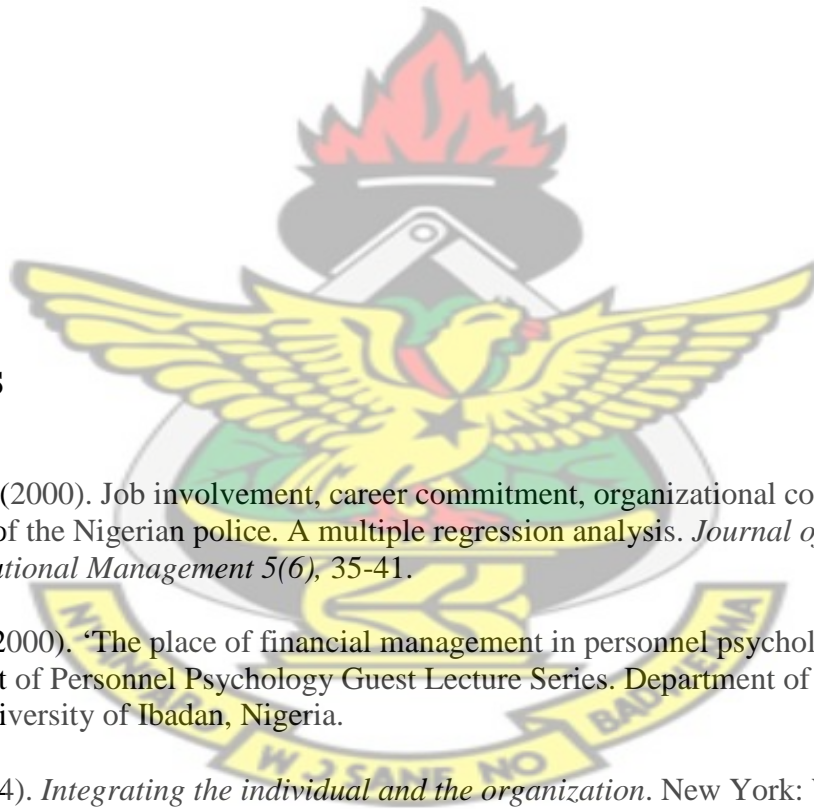 S
(2000). Job involvement, career commitment, organizational co
of the Nigerian police. A multiple regression analysis. Journal of
ational Management 5(6), 35-41.
2000). ‘The place of financial management in personnel psychol
t of Personnel Psychology Guest Lecture Series. Department of
iversity of Ibadan, Nigeria.
4). Integrating the individual and the organization. New York:
W J SANE NO